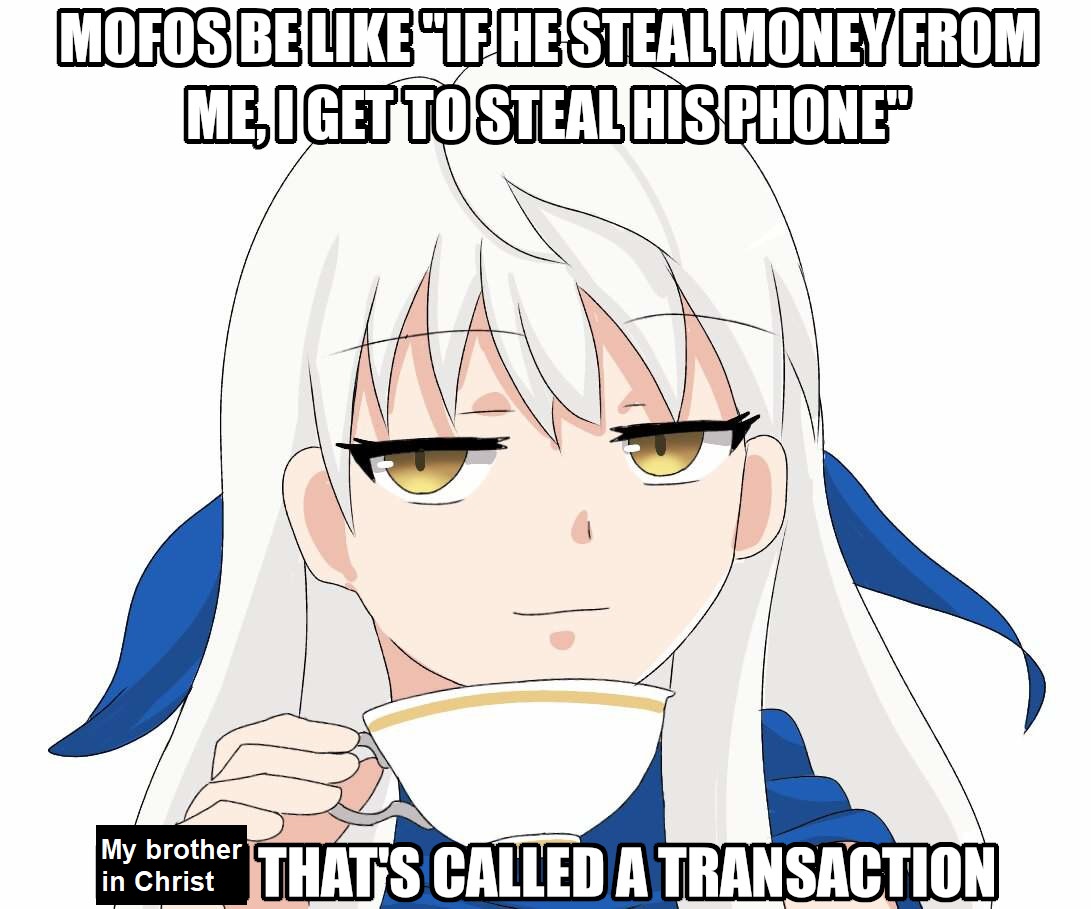 MOFOS BE LIKE "IF HE STEAL MONEY FROM
ME, I GET TO STEAL HIS PHONE"
My brother
in Christ
THAT'S CALLED A TRANSACTION